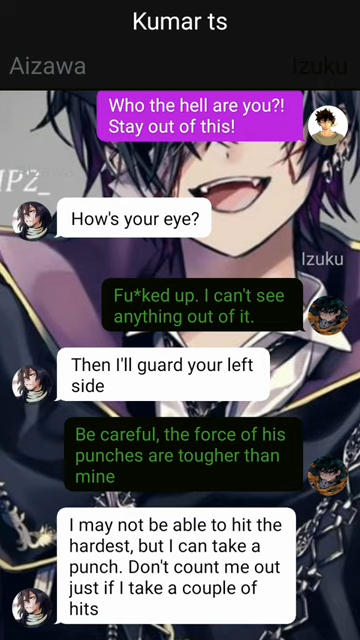 Kumar ts
Aizawa
Izuku
Who the hell are you?!
Stay out of this!
How's your eye?
Izuku
Fu*ked up. I can't see
anything out of it.
Then I'll guard your left
side
Be careful, the force of his
punches are tougher than
mine
I may not be able to hit the
hardest, but I can take a
punch. Don't count me out
just if I take a couple of
hits